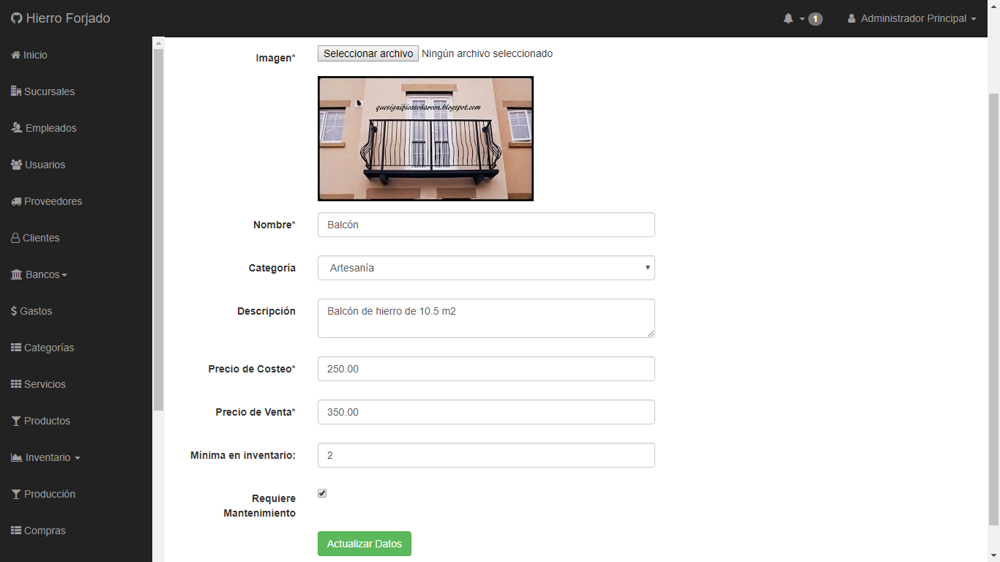 Hierro Forjado
1
Administrador Principal
Inicio
Sucursales
Empleados
Usuarios
Proveedores
Clientes
Bancos
Gastos
Categorías
Servicios
Productos
Inventario
Producción
Compras
Imagen*
Seleccionar archivo Ningún archivo seleccionado
quesignificasoñarcon.blogspot.com
Nombre*
Balcón
Categoría
Artesanía
Descripción
Balcón de hierro de 10.5 m2
Precio de Costeo*
250.00
Precio de Venta*
350.00
Mínima en inventario:
2
Requiere
Mantenimiento
Actualizar Datos